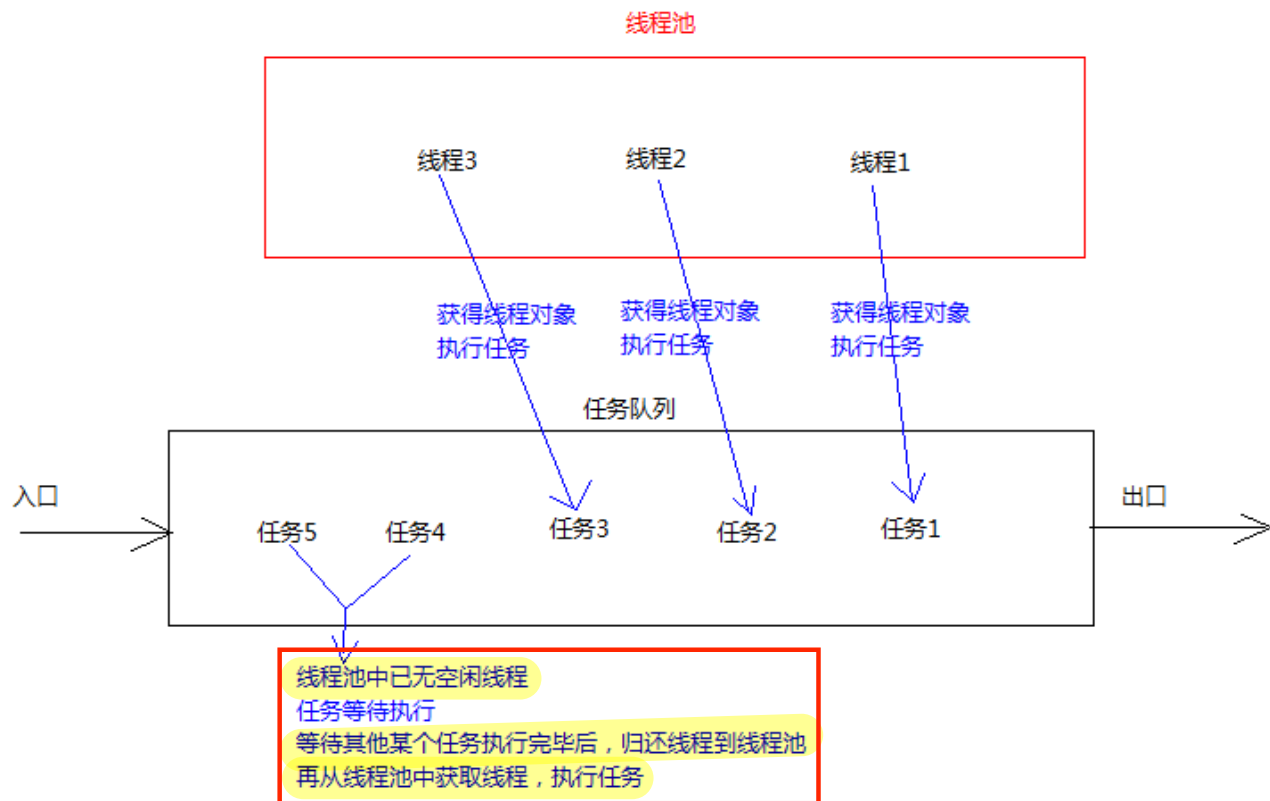 线程池
线程3
线程2
线程1
获得线程对象
执行任务
获得线程对象
执行任务
获得线程对象
执行任务
任务队列
入口
任务5
任务4
任务3
任务2
任务1
出口
线程池中已无空闲线程
任务等待执行
等待其他某个任务执行完毕后，归还线程到线程池
再从线程池中获取线程，执行任务